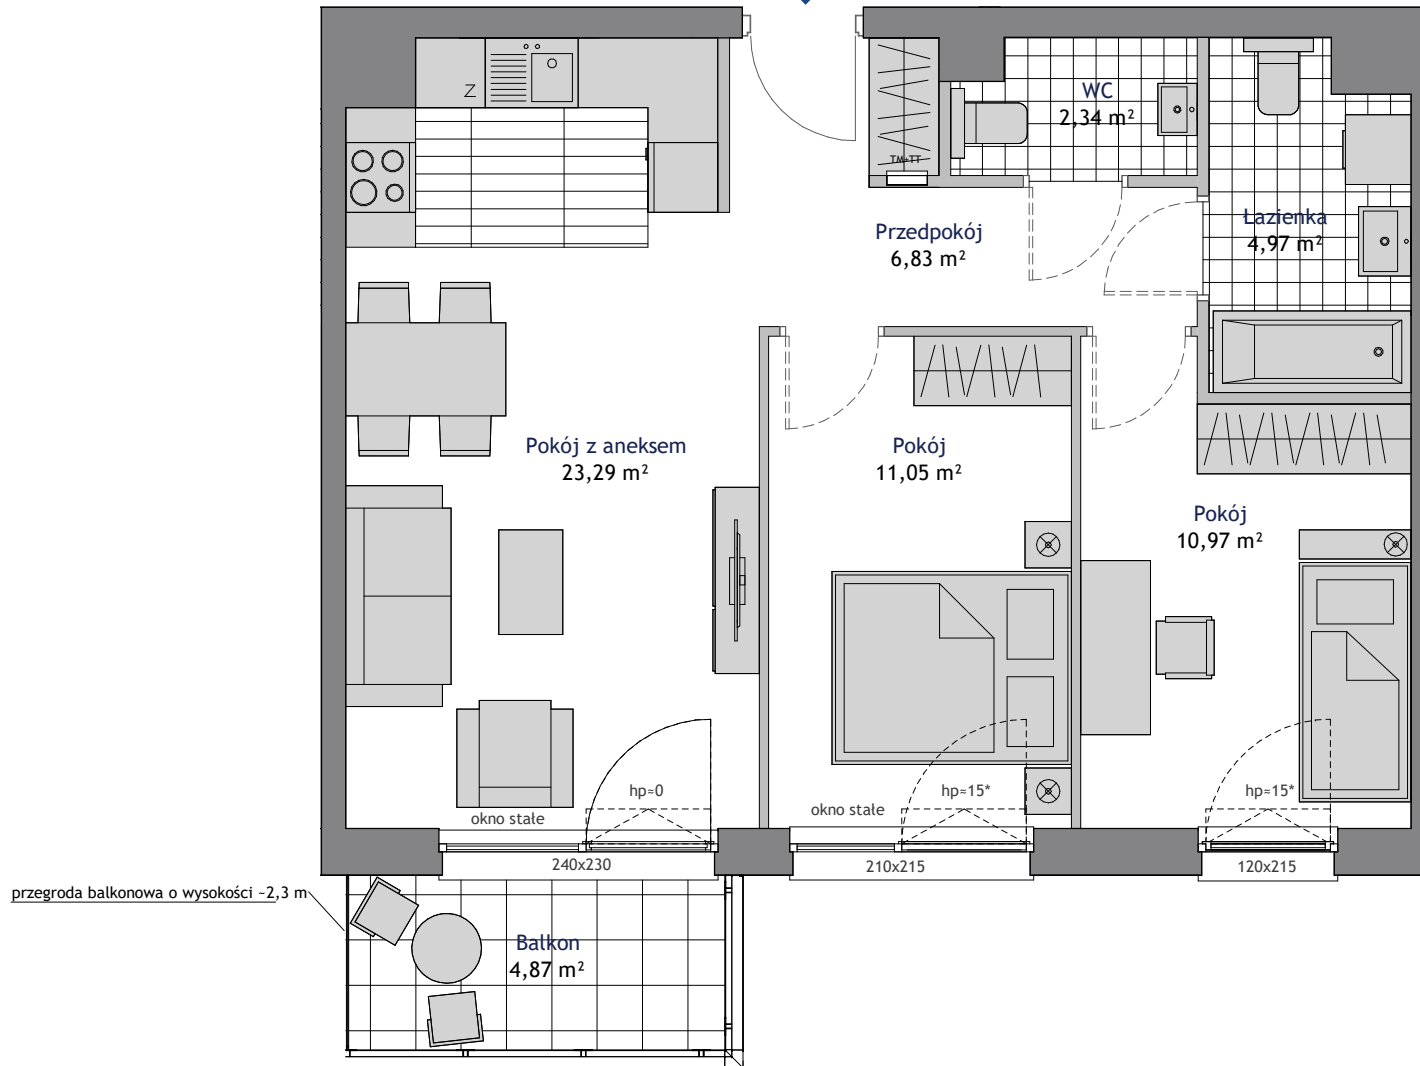 Z
WC
2,34 m²
TM+TT
Łazienka
4,97 m²
Przedpokój
6,83 m²
Pokój z aneksem
23,29 m²
Pokój
11,05 m²
Pokój
10,97 m²
hp≈0
okno stałe
hp≈15*
okno stałe
hp≈15*
240x230
210x215
120x215
przegroda balkonowa o wysokości ~2,3 m
Balkon
4,87 m²